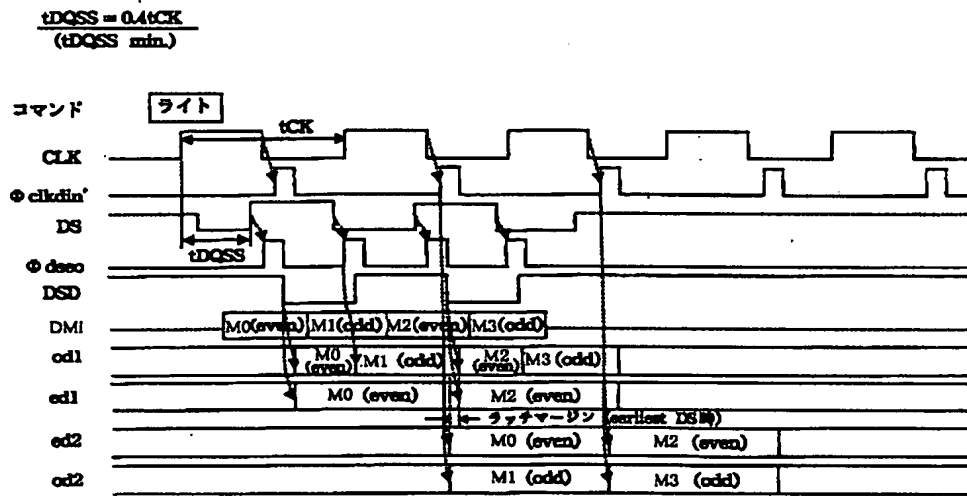 tDQSS = 0.4tCK
(tDQSS min.)
コマンド
ライト
tCK
CLK
Φ clkdin'
DS
tDQSS
Φ dsec
DSD
DMi
M0(even) M1(odd) M2(even) M3(odd)
od1
M0 (even) M1 (odd) M2 (even) M3 (odd)
ed1
M0 (even) M2 (even)
ラッチマージン (earliest DS時)
ed2
M0 (even) M2 (even)
od2
M1 (odd) M3 (odd)